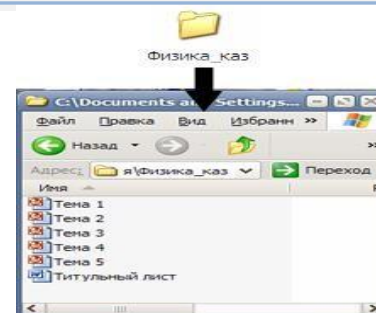 Физика_каз
C:\Documents and Settings...
Файл Правка Вид Избранн »
Назад »
Адрес: я\Физика_каз Переход
Имя
Тема 1
Тема 2
Тема 3
Тема 4
Тема 5
Титульный лист